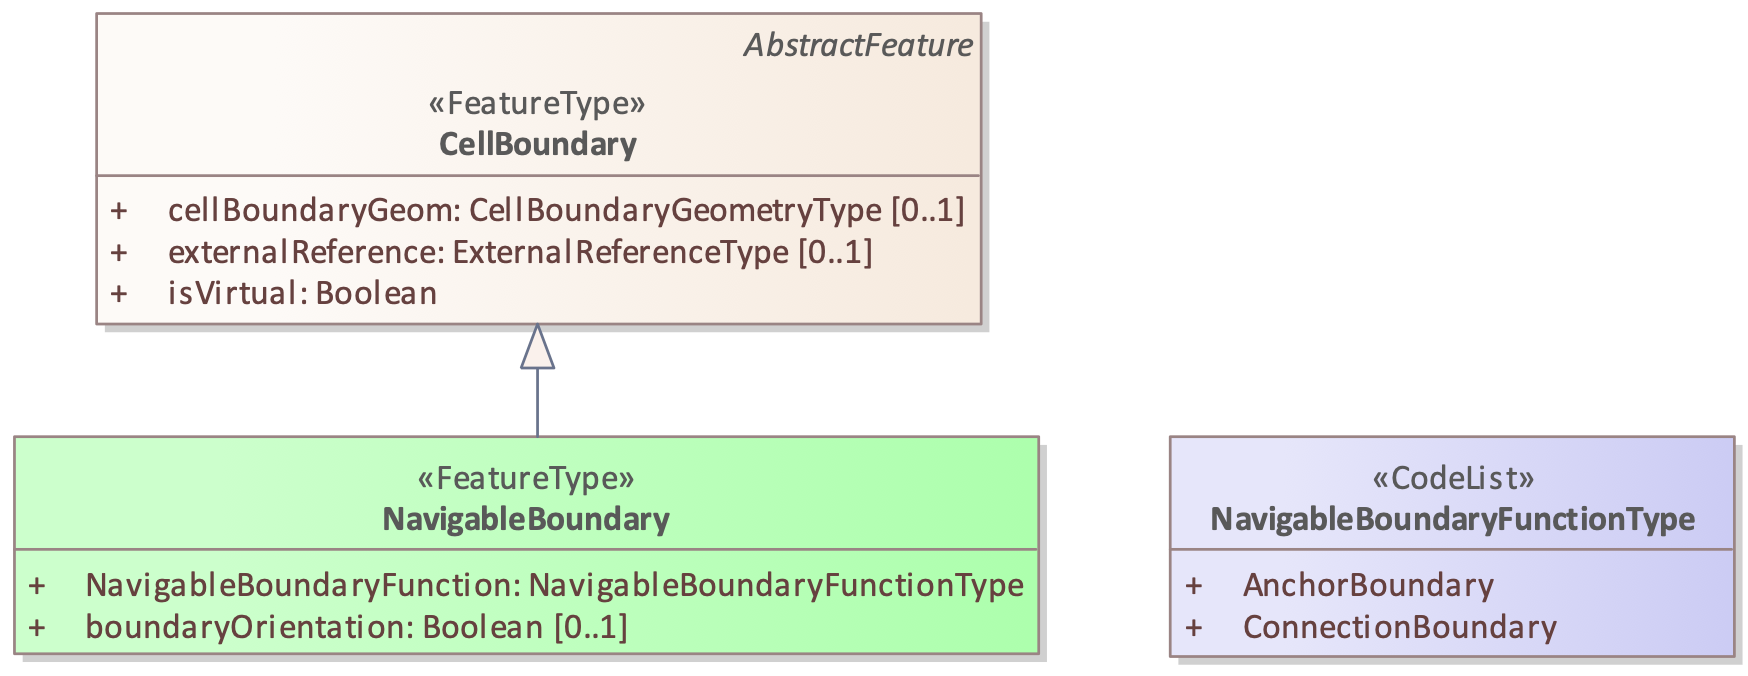 AbstractFeature
«FeatureType»
CellBoundary
+ cellBoundaryGeom: CellBoundaryGeometryType [0..1]
+ externalReference: ExternalReferenceType [0..1]
+ isVirtual: Boolean
«FeatureType»
NavigableBoundary
+ NavigableBoundaryFunction: NavigableBoundaryFunctionType
+ boundaryOrientation: Boolean [0..1]
«CodeList»
NavigableBoundaryFunctionType
+ AnchorBoundary
+ ConnectionBoundary